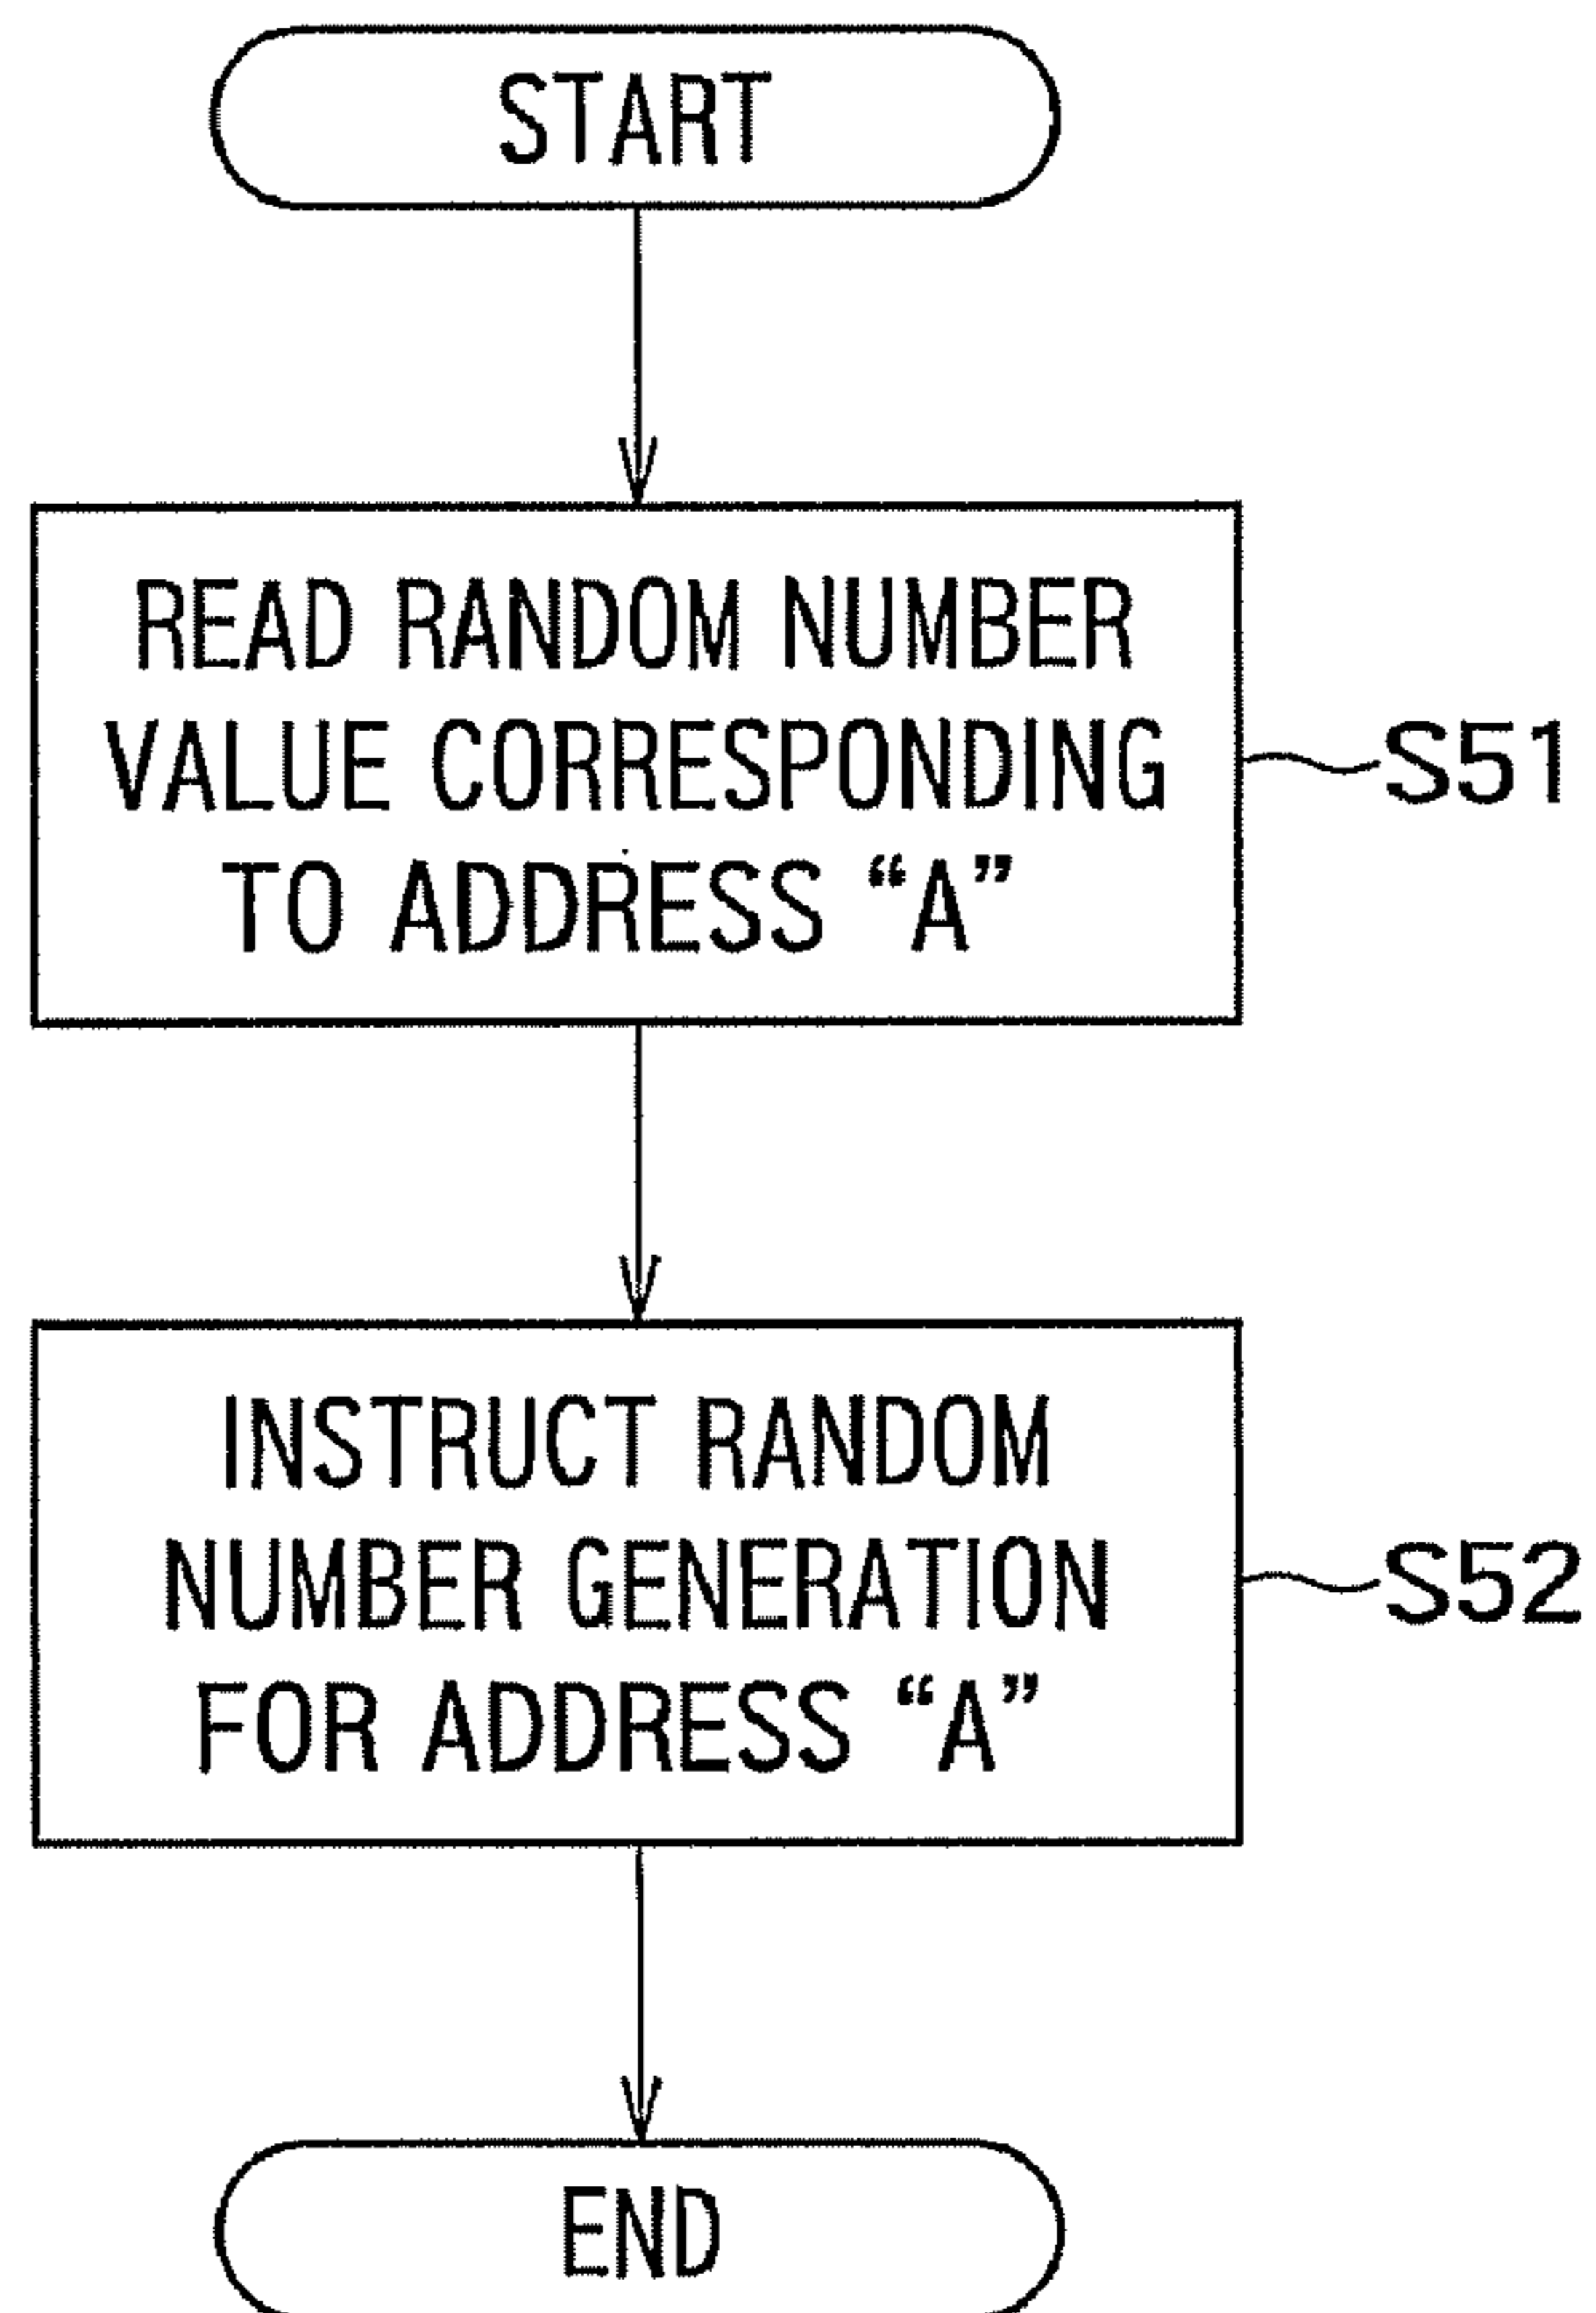 START
READ RANDOM NUMBER
VALUE CORRESPONDING
TO ADDRESS “A”
S51
INSTRUCT RANDOM
NUMBER GENERATION
FOR ADDRESS “A”
S52
END